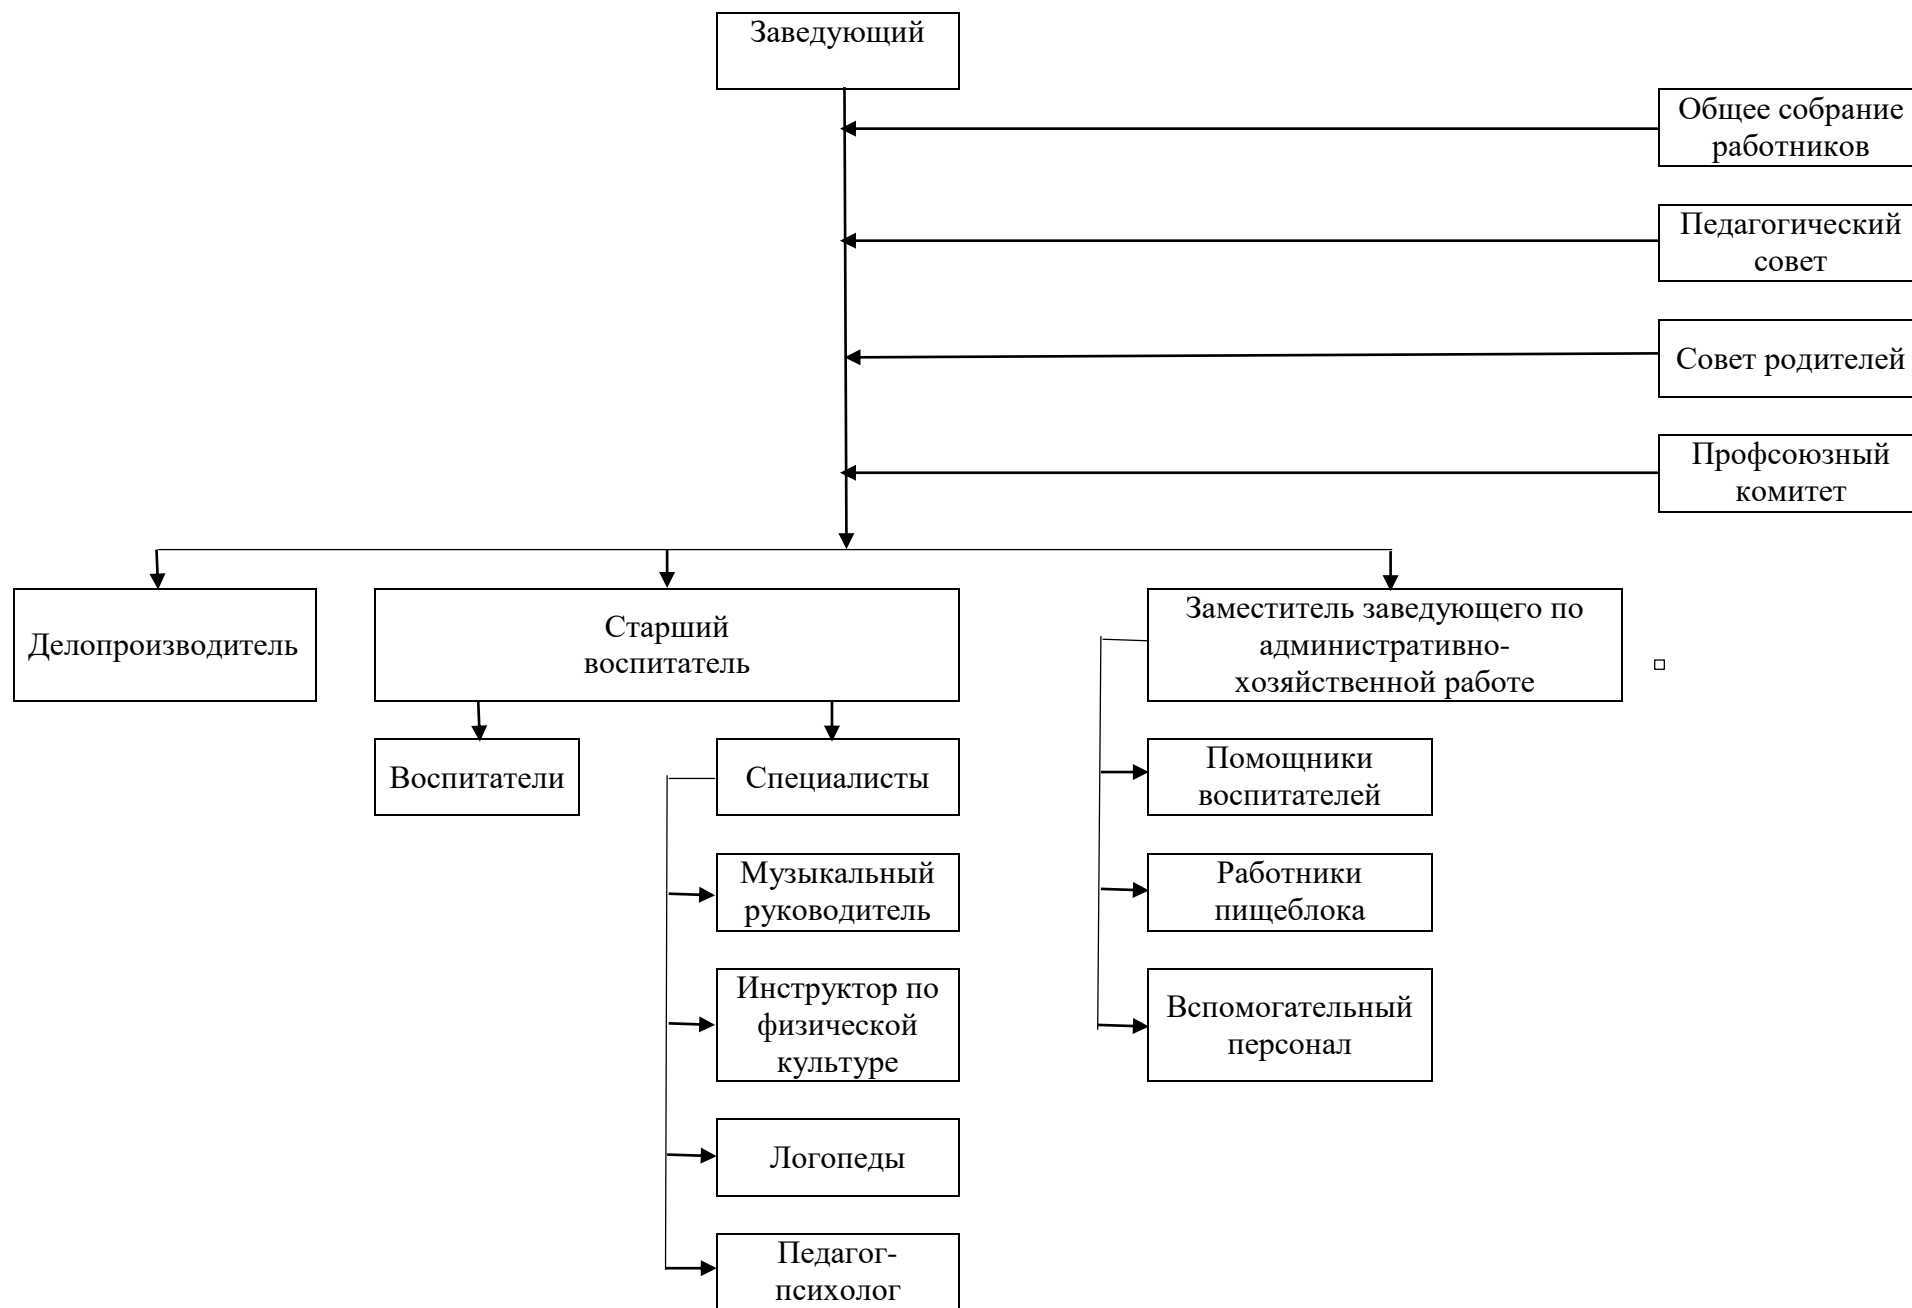 Заведующий
Общее собрание
работников
Педагогический
совет
Совет родителей
Профсоюзный
комитет
Делопроизводитель
Старший
воспитатель
Заместитель заведующего по
административно-
хозяйственной работе
Воспитатели
Специалисты
Музыкальный
руководитель
Инструктор по
физической
культуре
Логопеды
Педагог-
психолог
Помощники
воспитателей
Работники
пищеблока
Вспомогательный
персонал